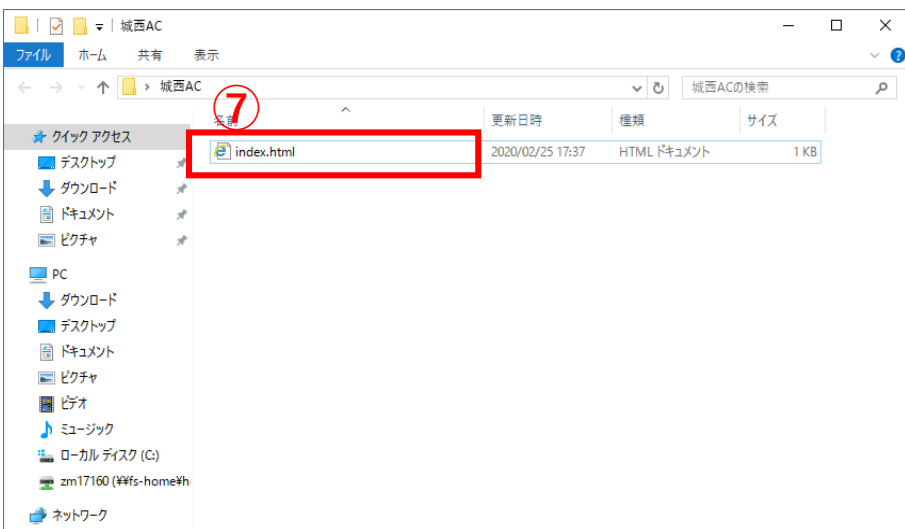 城西AC
ファイル ホーム 共有 表示
城西AC 城西ACの検索
⑦
名前 更新日時 種類 サイズ
index.html 2020/02/25 17:37 HTML ドキュメント 1 KB
クイック アクセス
デスクトップ
ダウンロード
ドキュメント
ピクチャ
PC
ダウンロード
デスクトップ
ドキュメント
ピクチャ
ビデオ
ミュージック
ローカル ディスク (C:)
zm17160 (¥¥fs-home¥h
ネットワーク